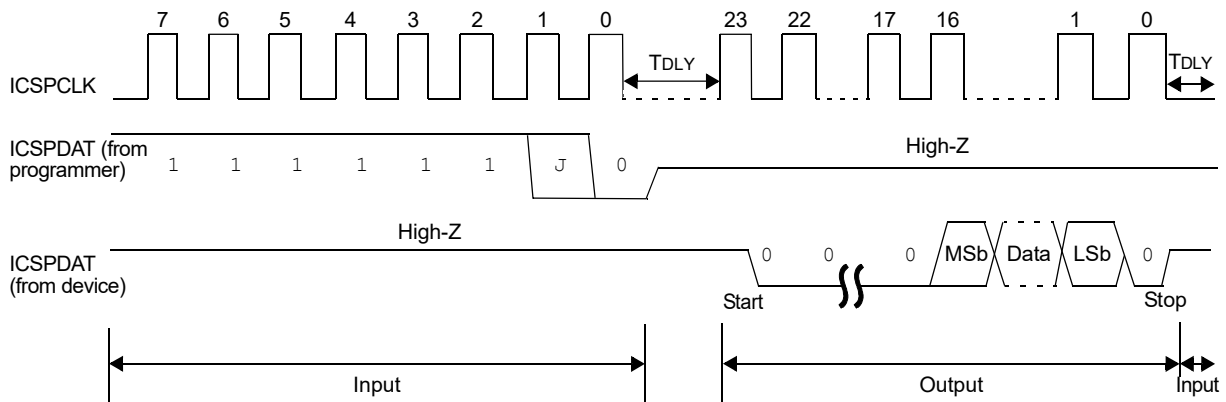 7 6 5 4 3 2 1 0 23 22 17 16 1 0
TDLY TDLY
ICSPCLK
ICSPDAT (from
programmer)
1 1 1 1 1 1 J 0
High-Z
High-Z
ICSPDAT
(from device)
0 0 0 MSb Data LSb 0
Start Stop
Input Output Input